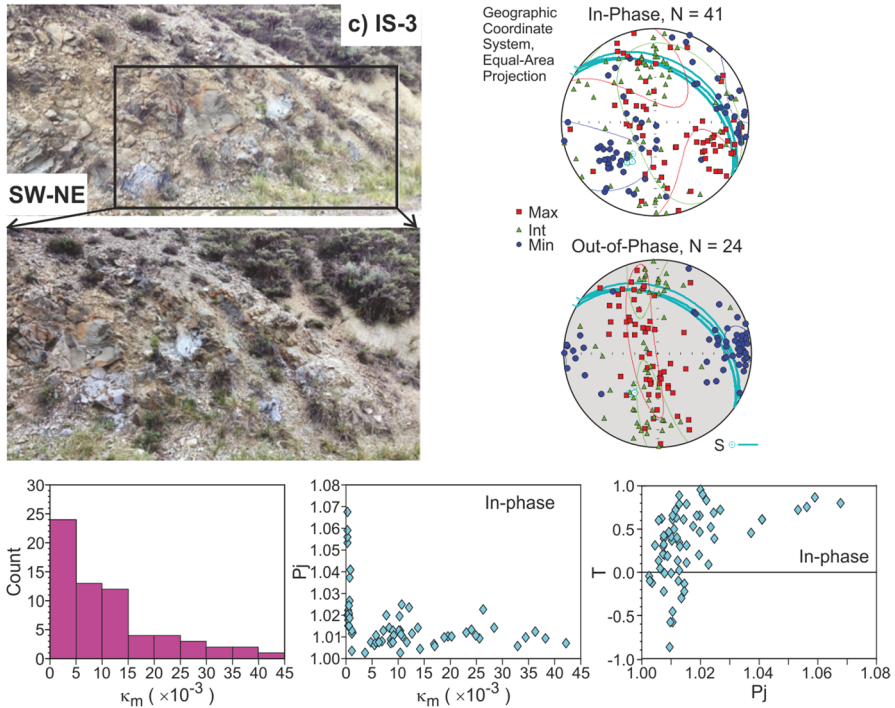 c) IS-3
SW-NE
Geographic
Coordinate
System,
Equal-Area
Projection
In-Phase, N = 41
Max
Int
Min
Out-of-Phase, N = 24
S
30
25
20
15
10
5
0
Count
0 5 10 15 20 25 30 35 40 45
κm ( ×10⁻³)
1.08
1.07
1.06
1.05
1.04
1.03
1.02
1.01
1.00
Pj
In-phase
0 5 10 15 20 25 30 35 40 45
κm ( ×10⁻³)
1.0
0.5
0.0
-0.5
-1.0
T
In-phase
1.00 1.02 1.04 1.06 1.08
Pj